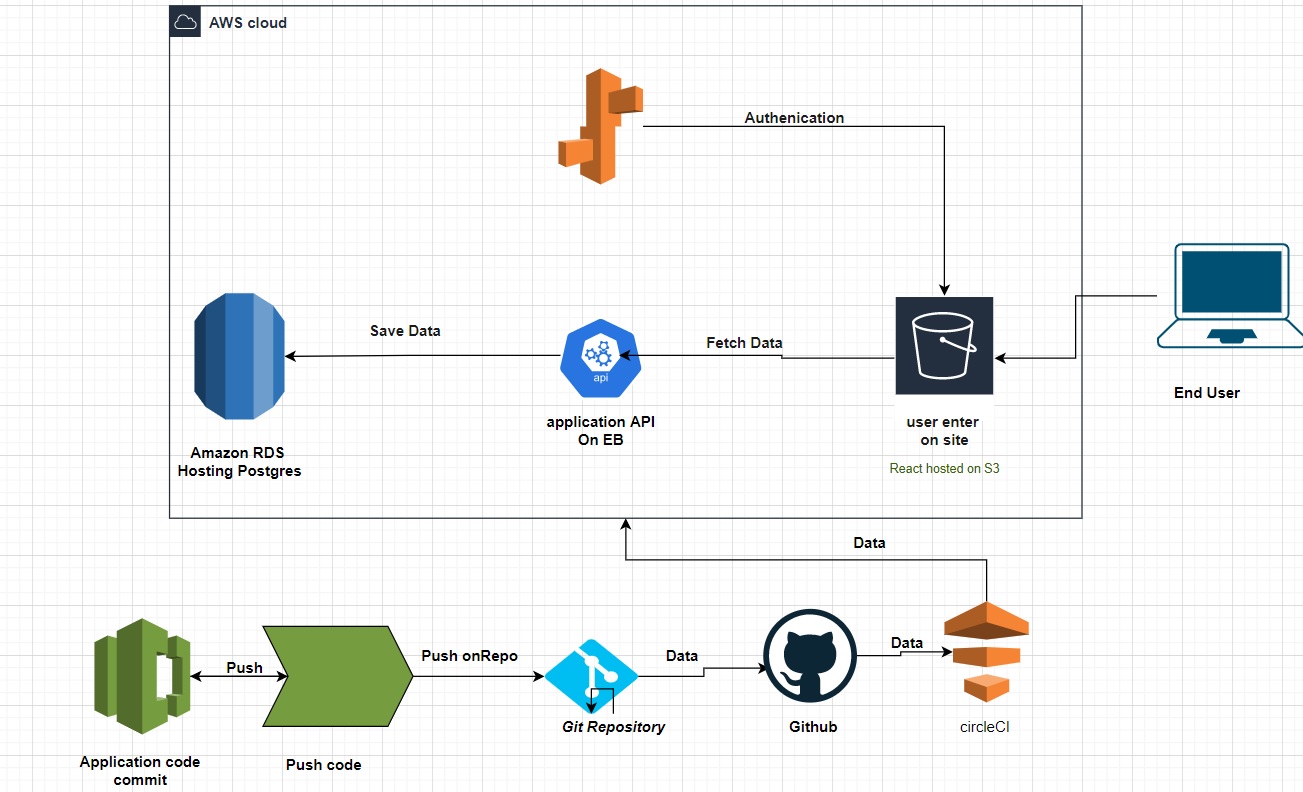 AWS cloud
Authenication
Save Data
Fetch Data
api
application API
On EB
user enter
on site
React hosted on S3
End User
Amazon RDS
Hosting Postgres
Data
Push
Push onRepo
Data
Data
Application code
commit
Push code
Git Repository
Github
circleCI